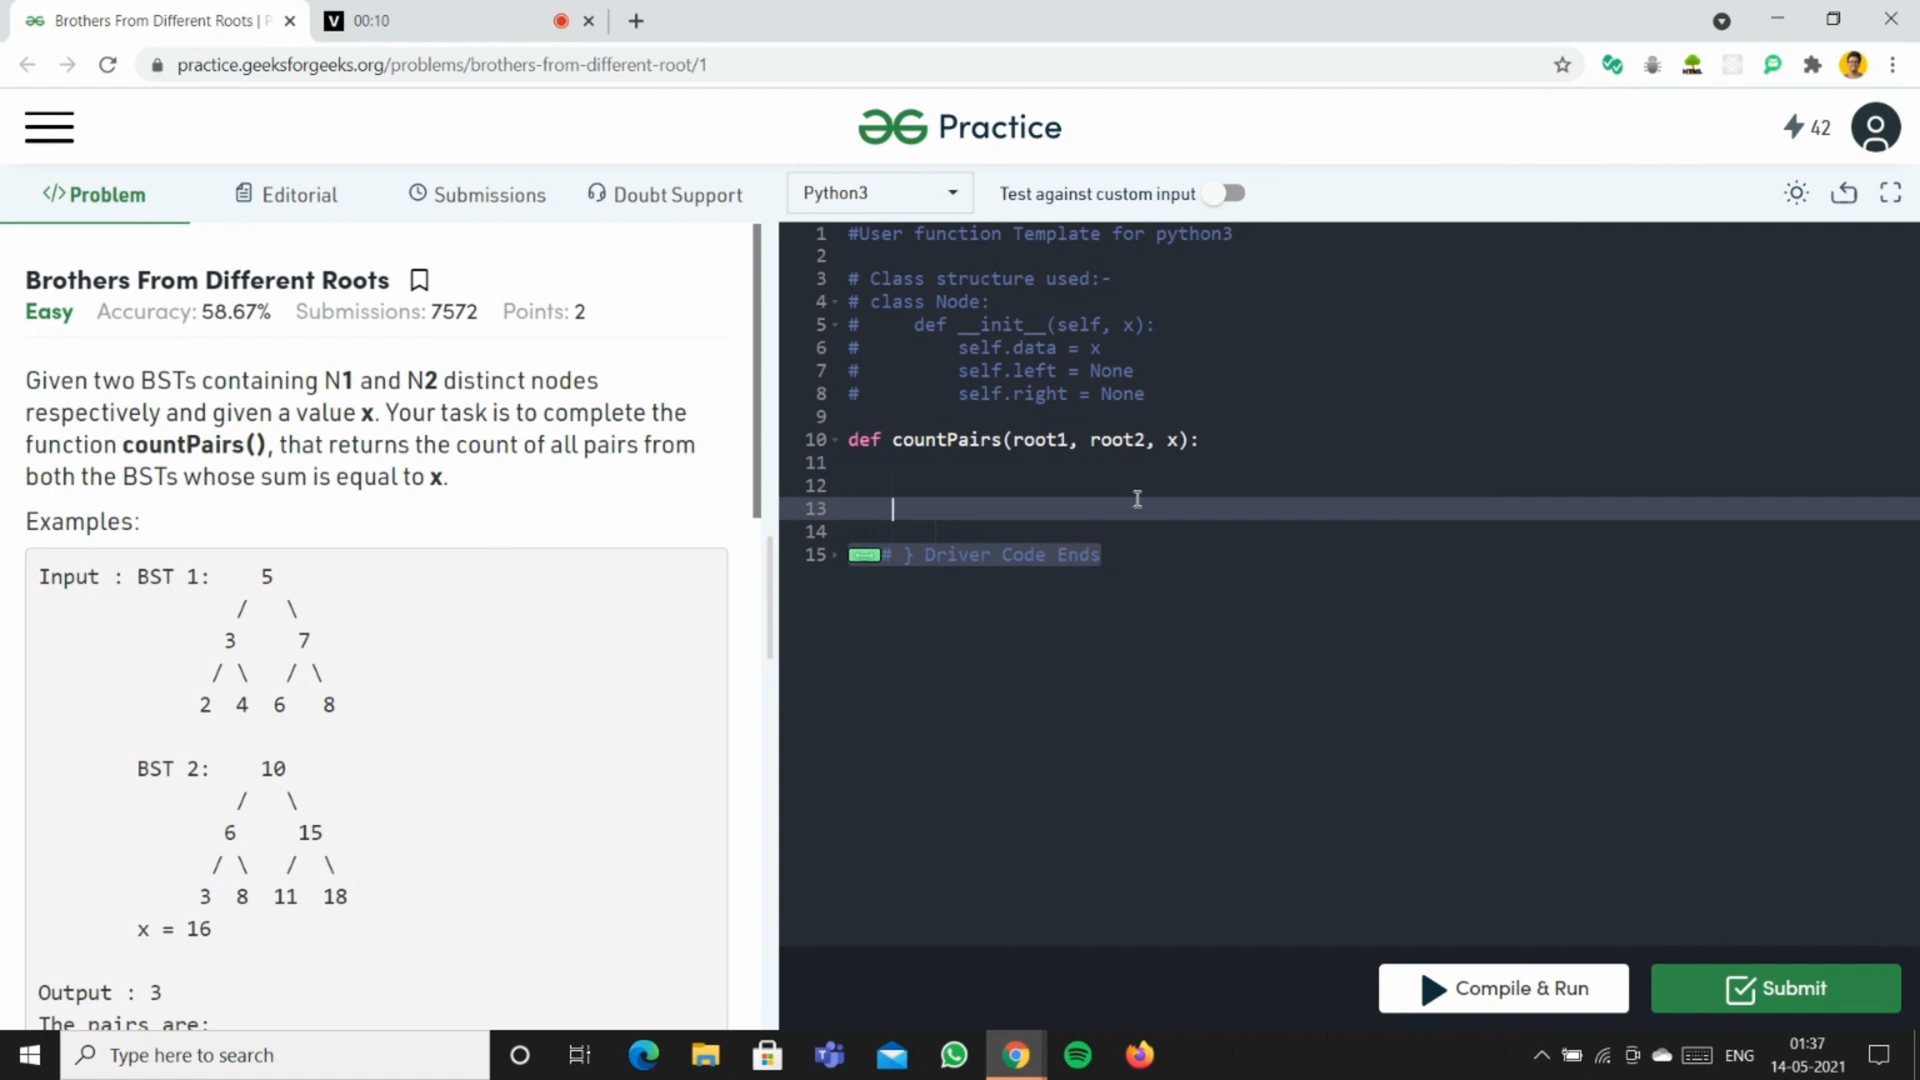 Brothers From Different Roots | P
00:10
practice.geeksforgeeks.org/problems/brothers-from-different-root/1
Practice
42
</> Problem
Editorial
Submissions
Doubt Support
Python3
Test against custom input
Brothers From Different Roots
Easy Accuracy: 58.67% Submissions: 7572 Points: 2
Given two BSTs containing N1 and N2 distinct nodes
respectively and given a value x. Your task is to complete the
function countPairs(), that returns the count of all pairs from
both the BSTs whose sum is equal to x.
Examples:
Input : BST 1:    5
/   \
3     7
/ \   / \
2  4  6   8
BST 2:    10
/   \
6     15
/ \   /  \
3  8  11  18
x = 16
Output : 3
The pairs are:
1 #User function Template for python3
2
3 # Class structure used:-
4 # class Node:
5 #     def __init__(self, x):
6 #         self.data = x
7 #         self.left = None
8 #         self.right = None
9
10 def countPairs(root1, root2, x):
11
12
13
14
15 # } Driver Code Ends
Compile & Run
Submit
Type here to search
ENG
01:37
14-05-2021